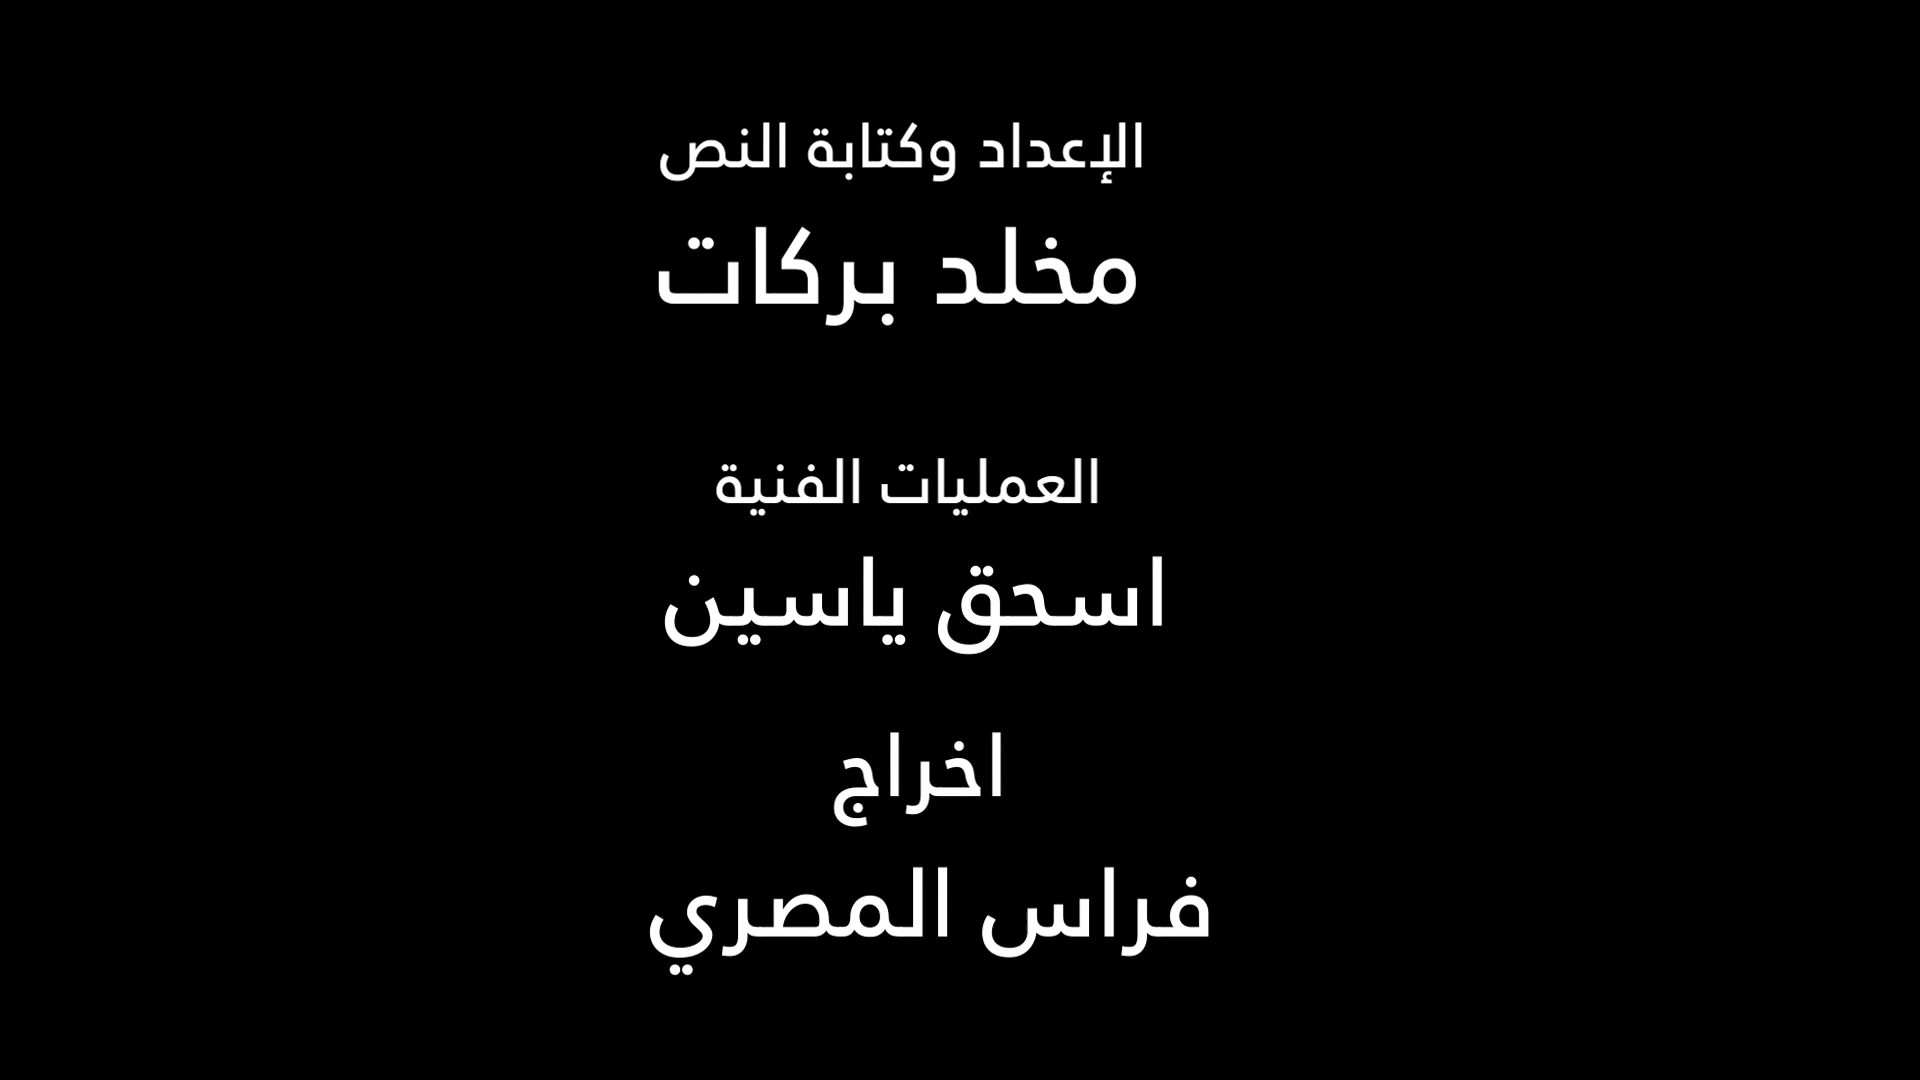 الإعداد وكتابة النص
مخلد بركات
العمليات الفنية
اسحق ياسين
اخراج
فراس المصري